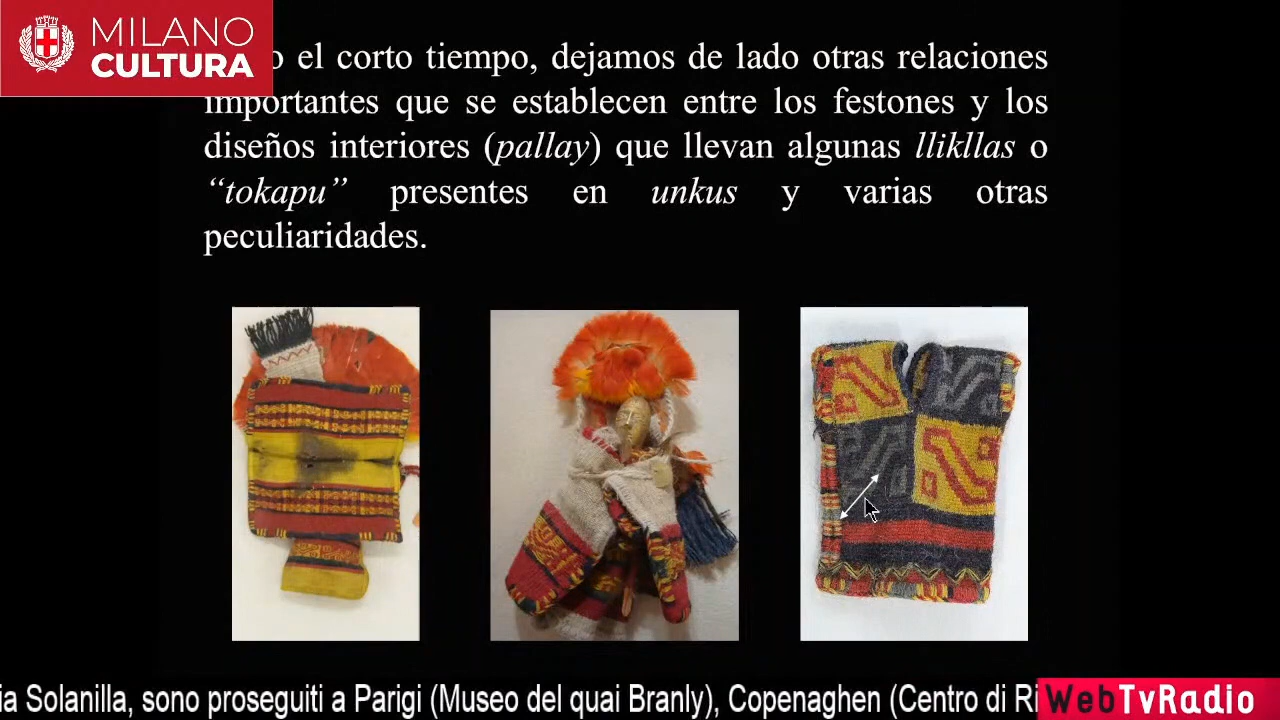 MILANO
CULTURA
el corto tiempo, dejamos de lado otras relaciones
importantes que se establecen entre los festones y los
diseños interiores (pallay) que llevan algunas llikllas o
“tokapu” presentes en unkus y varias otras
peculiaridades.
ia Solanilla, sono proseguiti a Parigi (Museo del quai Branly), Copenaghen (Centro di Ri
WebTvRadio